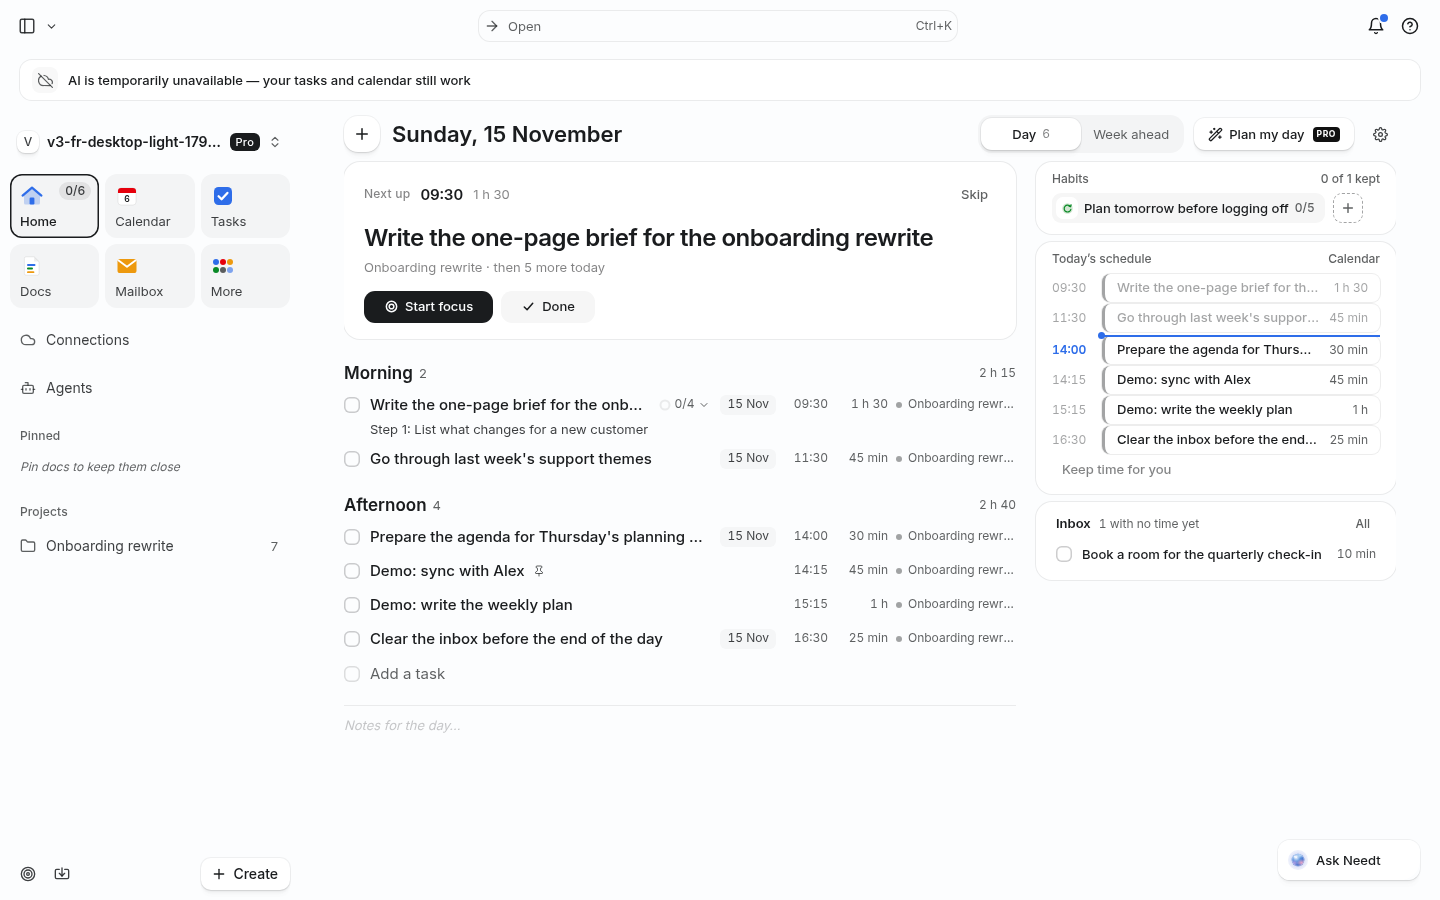 Open
Ctrl+K
AI is temporarily unavailable — your tasks and calendar still work
V
v3-fr-desktop-light-179...
Pro
0/6
Home
6
Calendar
Tasks
Docs
Mailbox
More
Connections
Agents
Pinned
Pin docs to keep them close
Projects
Onboarding rewrite 7
Create
Sunday, 15 November
Day 6
Week ahead
Plan my day PRO
Next up 09:30 1 h 30
Skip
Write the one-page brief for the onboarding rewrite
Onboarding rewrite · then 5 more today
Start focus
Done
Morning 2
2 h 15
Write the one-page brief for the onb... 0/4 15 Nov 09:30 1 h 30 Onboarding rewr...
Step 1: List what changes for a new customer
Go through last week's support themes 15 Nov 11:30 45 min Onboarding rewr...
Afternoon 4
2 h 40
Prepare the agenda for Thursday's planning ... 15 Nov 14:00 30 min Onboarding rewr...
Demo: sync with Alex 14:15 45 min Onboarding rewr...
Demo: write the weekly plan 15:15 1 h Onboarding rewr...
Clear the inbox before the end of the day 15 Nov 16:30 25 min Onboarding rewr...
Add a task
Notes for the day...
Habits
0 of 1 kept
Plan tomorrow before logging off 0/5
Today's schedule
Calendar
09:30 Write the one-page brief for th... 1 h 30
11:30 Go through last week's suppor... 45 min
14:00 Prepare the agenda for Thurs... 30 min
14:15 Demo: sync with Alex 45 min
15:15 Demo: write the weekly plan 1 h
16:30 Clear the inbox before the end... 25 min
Keep time for you
Inbox 1 with no time yet
All
Book a room for the quarterly check-in 10 min
Ask Needt